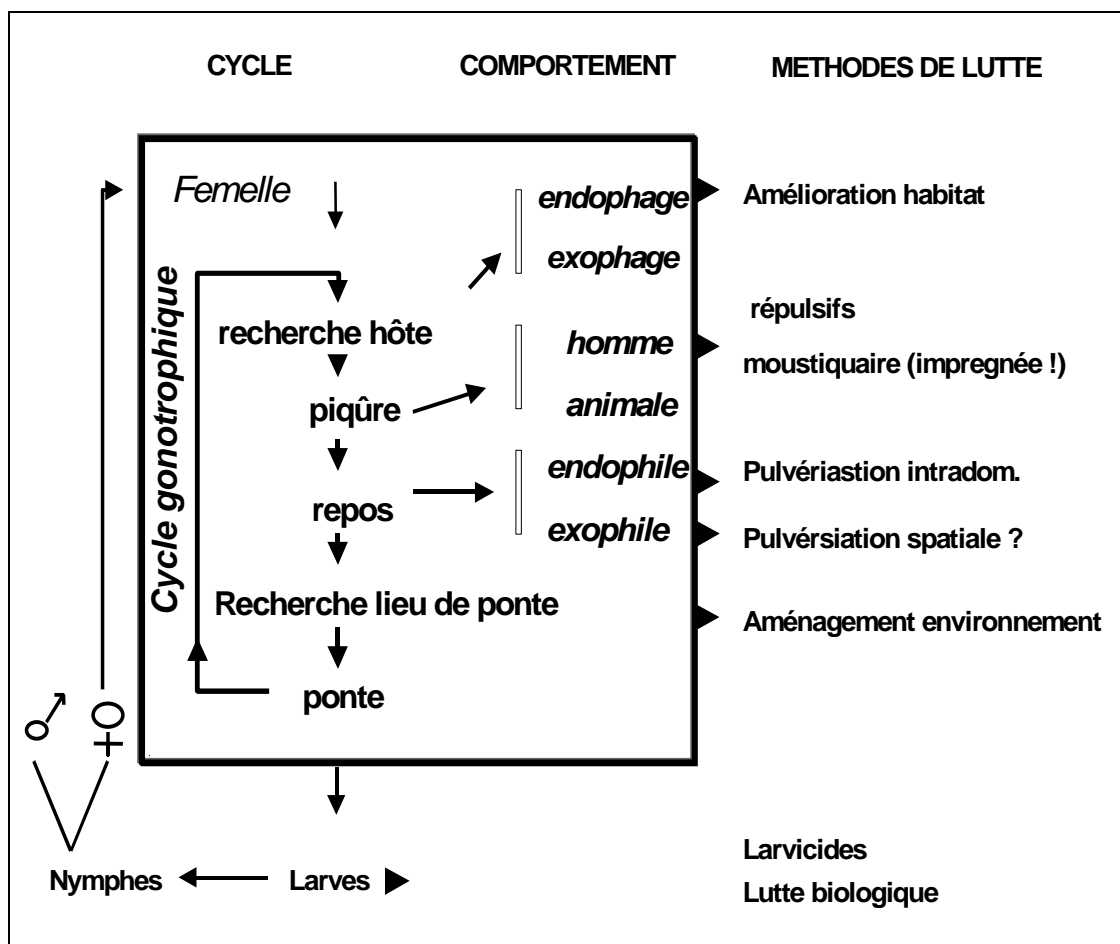 CYCLE COMPORTEMENT METHODES DE LUTTE
Femelle
endophage
Amélioration habitat
exophage
Cycle gonotrophique
recherche hôte
répulsifs
homme
moustiquaire (impregnée !)
piqûre
animale
endophile
Pulvériastion intradom.
repos
exophile
Pulvérsiation spatiale ?
Recherche lieu de ponte
Aménagement environnement
ponte
Larvicides
Nymphes
Larves
Lutte biologique